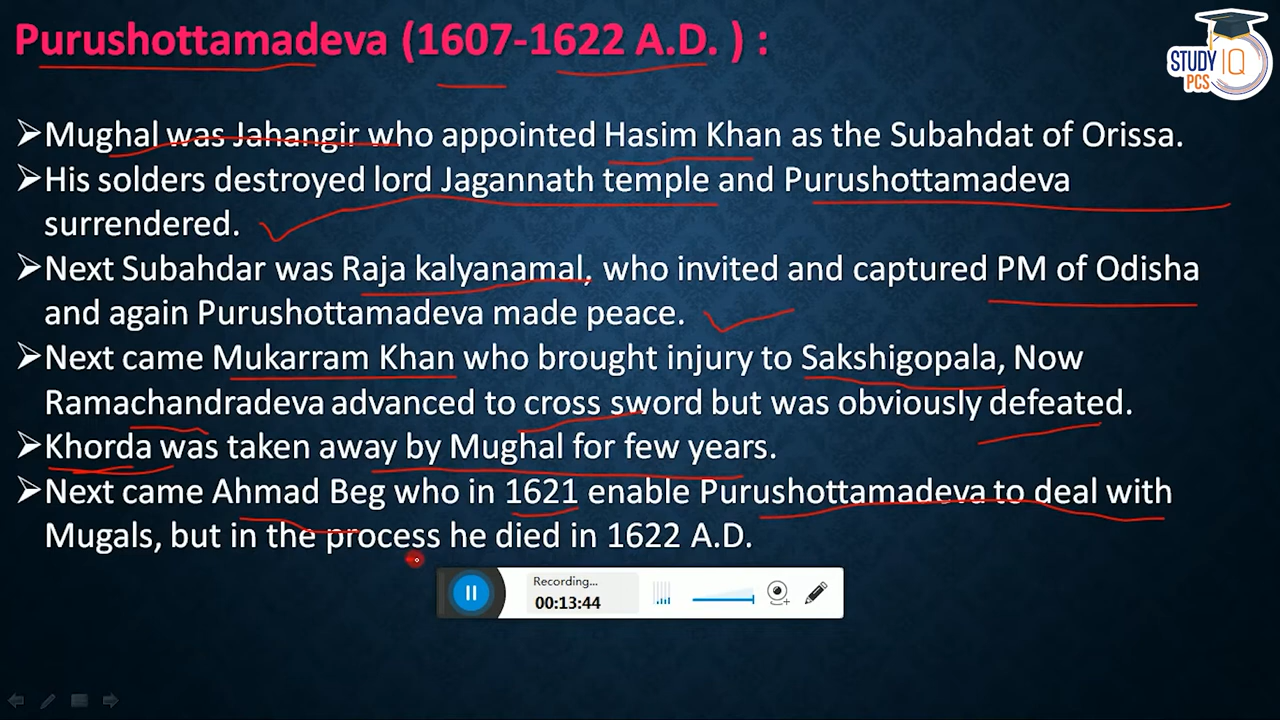 Purushottamadeva (1607-1622 A.D. ) :
STUDY IQ
PCS
➢Mughal was Jahangir who appointed Hasim Khan as the Subahdat of Orissa.
➢His solders destroyed lord Jagannath temple and Purushottamadeva
surrendered.
➢Next Subahdar was Raja kalyanamal, who invited and captured PM of Odisha
and again Purushottamadeva made peace.
➢Next came Mukarram Khan who brought injury to Sakshigopala, Now
Ramachandradeva advanced to cross sword but was obviously defeated.
➢Khorda was taken away by Mughal for few years.
➢Next came Ahmad Beg who in 1621 enable Purushottamadeva to deal with
Mugals, but in the process he died in 1622 A.D.
Recording...
00:13:44